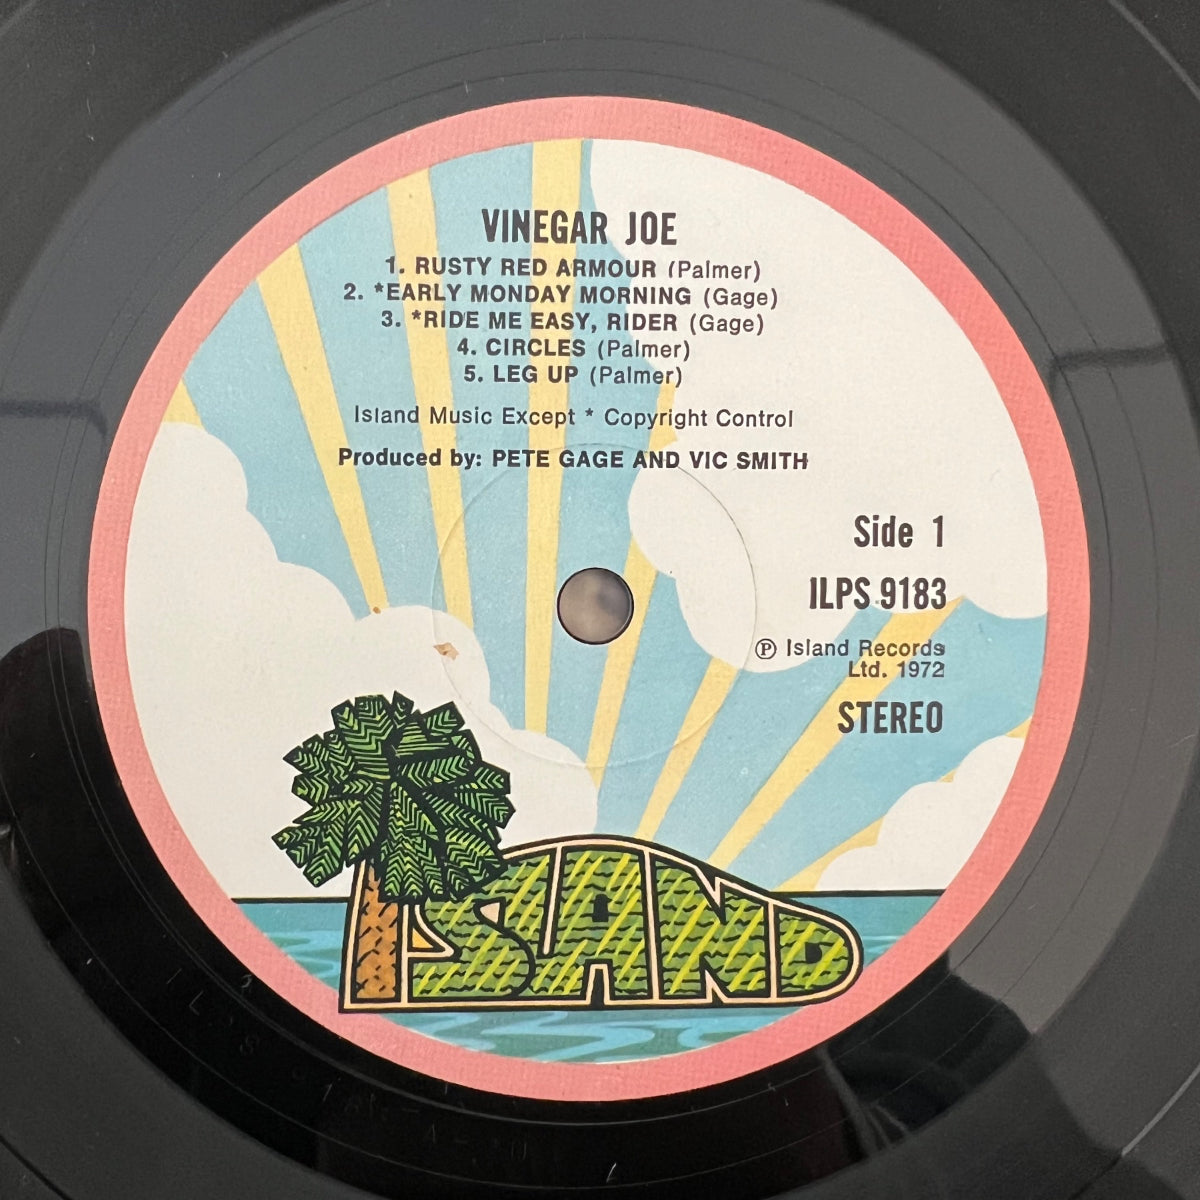 VINEGAR JOE
1. RUSTY RED ARMOUR (Palmer)
2. *EARLY MONDAY MORNING (Gage)
3. *RIDE ME EASY, RIDER (Gage)
4. CIRCLES (Palmer)
5. LEG UP (Palmer)
Island Music Except * Copyright Control
Produced by: PETE GAGE AND VIC SMITH
Side 1
ILPS 9183
Ⓟ Island Records
Ltd. 1972
STEREO
ISLAND